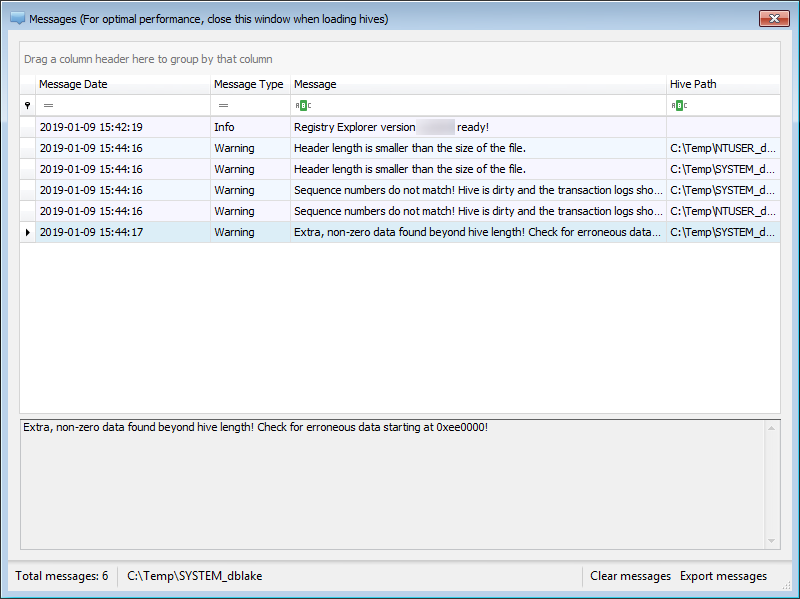 Messages (For optimal performance, close this window when loading hives)
Drag a column header here to group by that column
Message Date Message Type Message Hive Path
= = ABC ABC
2019-01-09 15:42:19 Info Registry Explorer version ready!
2019-01-09 15:44:16 Warning Header length is smaller than the size of the file. C:\Temp\NTUSER_d...
2019-01-09 15:44:16 Warning Header length is smaller than the size of the file. C:\Temp\SYSTEM_d...
2019-01-09 15:44:16 Warning Sequence numbers do not match! Hive is dirty and the transaction logs sho... C:\Temp\SYSTEM_d...
2019-01-09 15:44:16 Warning Sequence numbers do not match! Hive is dirty and the transaction logs sho... C:\Temp\NTUSER_d...
2019-01-09 15:44:17 Warning Extra, non-zero data found beyond hive length! Check for erroneous data... C:\Temp\SYSTEM_d...
Extra, non-zero data found beyond hive length! Check for erroneous data starting at 0xee0000!
Total messages: 6 C:\Temp\SYSTEM_dblake Clear messages Export messages